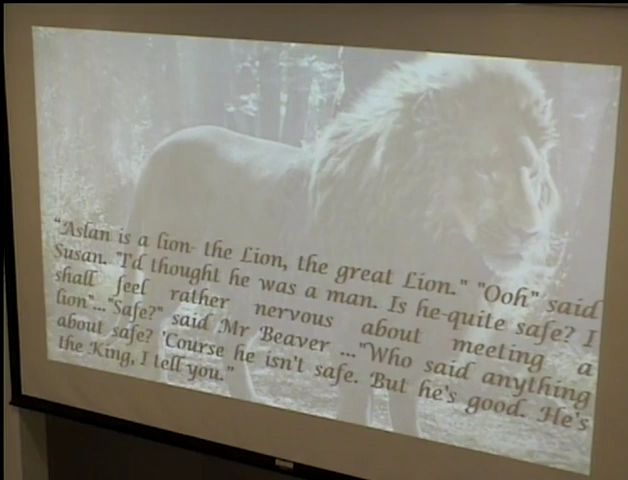 "Aslan is a lion- the Lion, the great Lion." "Ooh" said
Susan. "I'd thought he was a man. Is he-quite safe? I
shall feel rather nervous about meeting a
lion"..."Safe?" said Mr Beaver ..."Who said anything
about safe? 'Course he isn't safe. But he's good. He's
the King, I tell you."